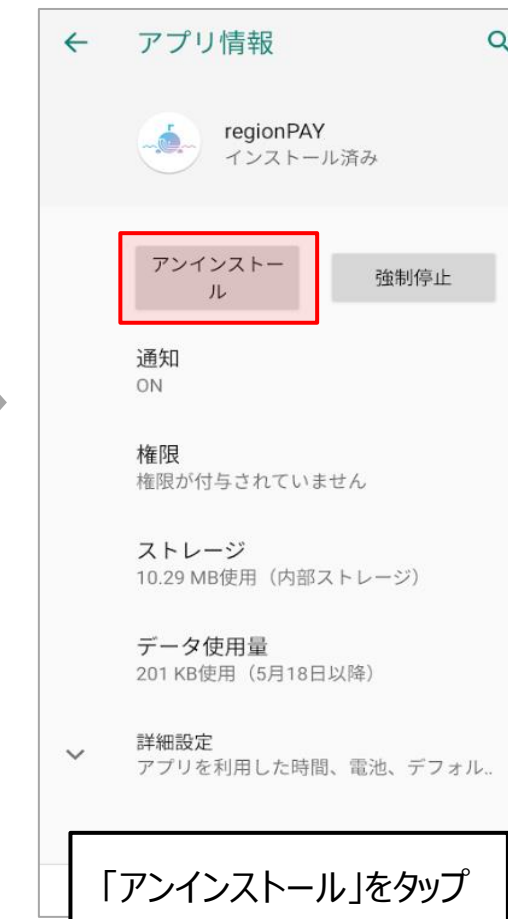 アプリ情報
regionPAY
インストール済み
アンインストー
ル
強制停止
通知
ON
権限
権限が付与されていません
ストレージ
10.29 MB使用（内部ストレージ）
データ使用量
201 KB使用（5月18日以降）
詳細設定
アプリを利用した時間、電池、デフォル..
「アンインストール」をタップ